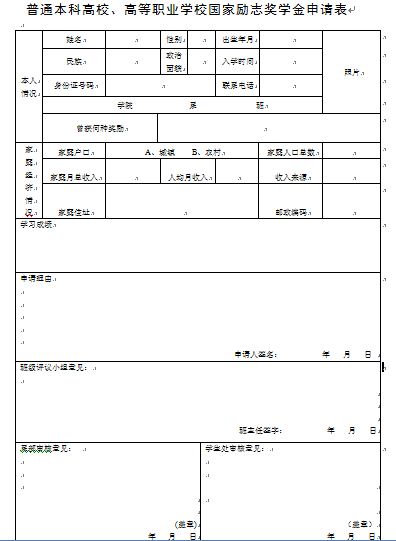 普通本科高校、高等职业学校国家励志奖学金申请表
本人情况
姓名 性别 出生年月 照片
民族 政治面貌 入学时间
身份证号码 联系电话
学院 系 班
曾获何种奖励
家庭经济情况
家庭户口 A、城镇 B、农村 家庭人口总数
家庭月总收入 人均月收入 收入来源
家庭住址 邮政编码
学习成绩
申请理由
申请人签名： 年 月 日
班级评议小组意见：
班主任签字： 年 月 日
系部审核意见： 学生处审核意见：
(签章) （签章）
年 月 日 年 月 日